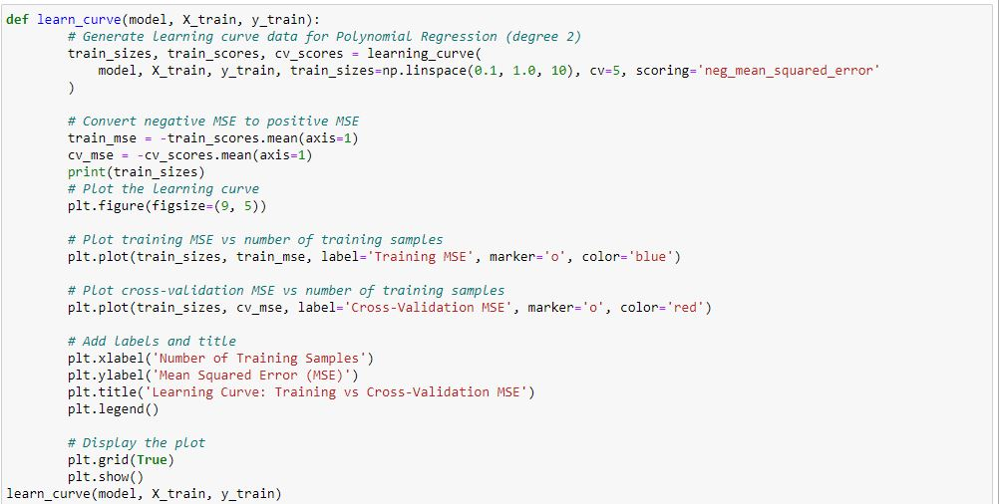 def learn_curve(model, X_train, y_train):
        # Generate learning curve data for Polynomial Regression (degree 2)
        train_sizes, train_scores, cv_scores = learning_curve(
            model, X_train, y_train, train_sizes=np.linspace(0.1, 1.0, 10), cv=5, scoring='neg_mean_squared_error'
        )

        # Convert negative MSE to positive MSE
        train_mse = -train_scores.mean(axis=1)
        cv_mse = -cv_scores.mean(axis=1)
        print(train_sizes)
        # Plot the learning curve
        plt.figure(figsize=(9, 5))

        # Plot training MSE vs number of training samples
        plt.plot(train_sizes, train_mse, label='Training MSE', marker='o', color='blue')

        # Plot cross-validation MSE vs number of training samples
        plt.plot(train_sizes, cv_mse, label='Cross-Validation MSE', marker='o', color='red')

        # Add labels and title
        plt.xlabel('Number of Training Samples')
        plt.ylabel('Mean Squared Error (MSE)')
        plt.title('Learning Curve: Training vs Cross-Validation MSE')
        plt.legend()

        # Display the plot
        plt.grid(True)
        plt.show()
learn_curve(model, X_train, y_train)